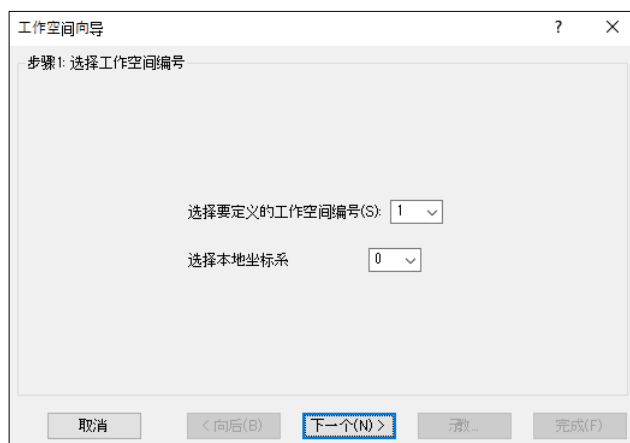 工作空间向导
?
步骤1: 选择工作空间编号
选择要定义的工作空间编号(S): 1
选择本地坐标系 0
取消 < 向后(B) 下一个(N) > 示教... 完成(F)